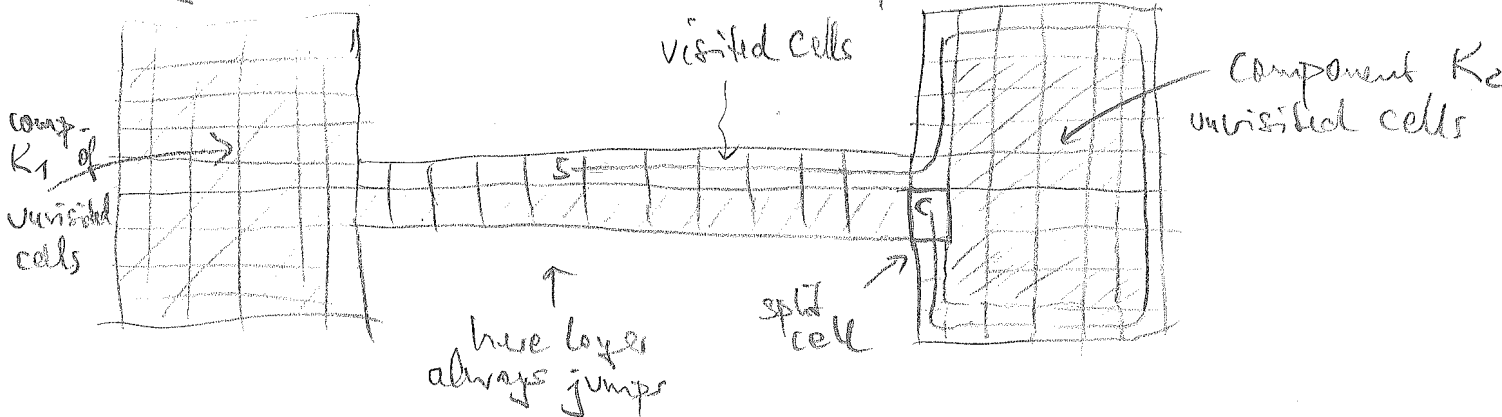 visited cells
component K2
unvisited cells
comp.
K1 of
unvisited
cells
S
c
split
cell
here layer
always jumps